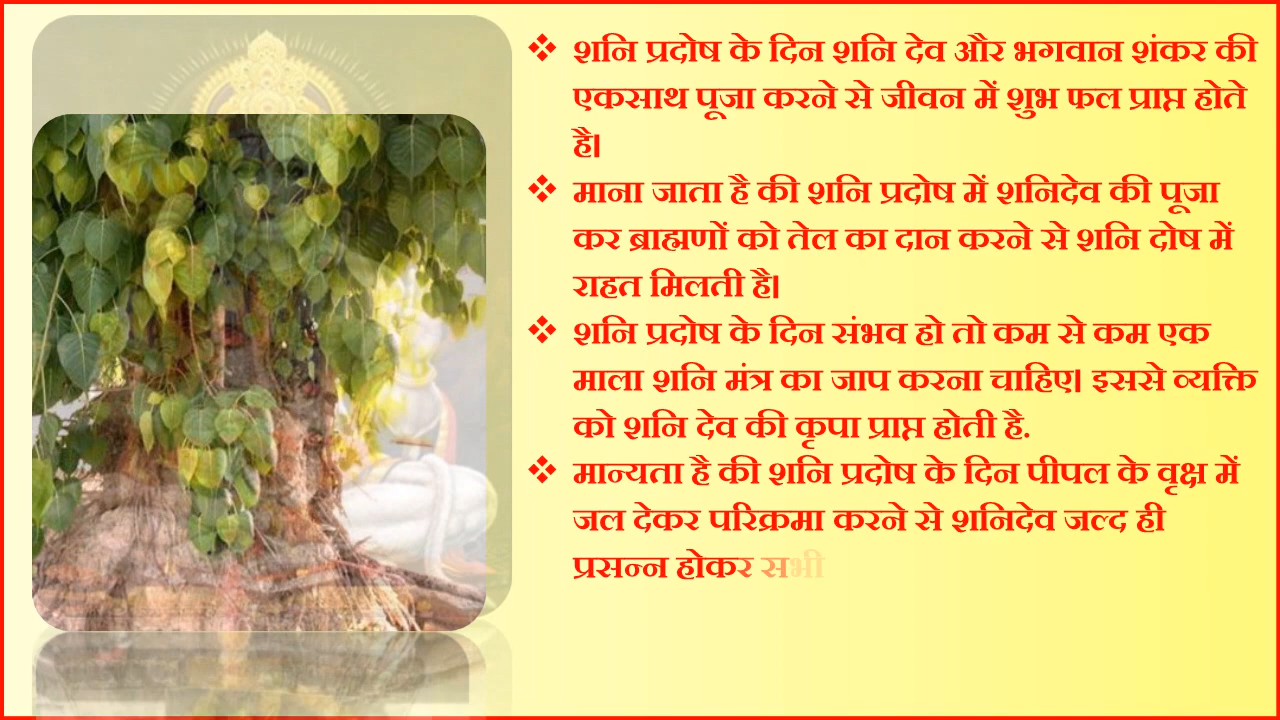 ❖ शनि प्रदोष के दिन शनि देव और भगवान शंकर की
एकसाथ पूजा करने से जीवन में शुभ फल प्राप्त होते
है।
❖ माना जाता है की शनि प्रदोष में शनिदेव की पूजा
कर ब्राह्मणों को तेल का दान करने से शनि दोष में
राहत मिलती है।
❖ शनि प्रदोष के दिन संभव हो तो कम से कम एक
माला शनि मंत्र का जाप करना चाहिए। इससे व्यक्ति
को शनि देव की कृपा प्राप्त होती है.
❖ मान्यता है की शनि प्रदोष के दिन पीपल के वृक्ष में
जल देकर परिक्रमा करने से शनिदेव जल्द ही
प्रसन्न होकर सभी